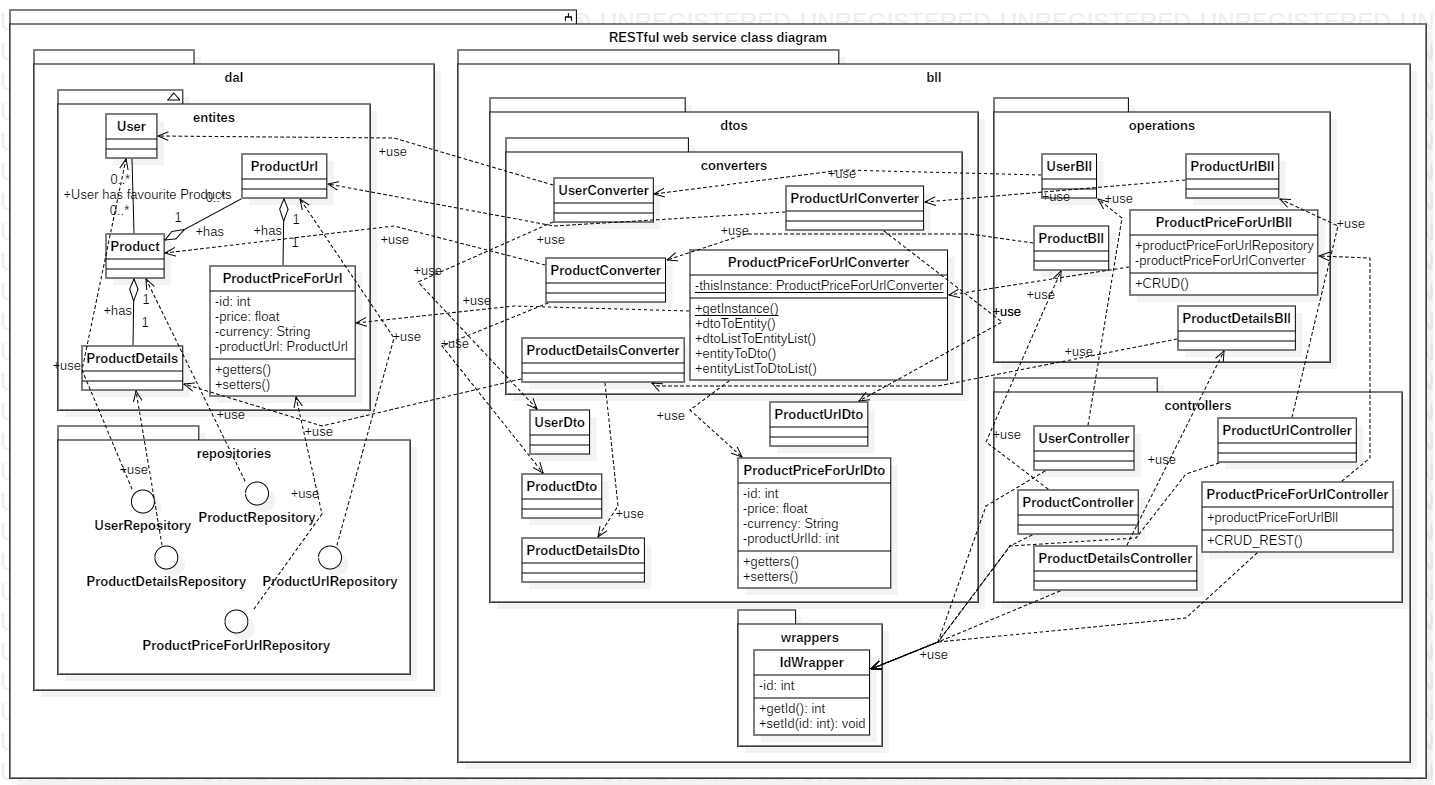 UNREGISTERED UNREGISTERED UNREGISTERED UNREGISTERED UN
RESTful web service class diagram
dal
entites
User
ProductUrl
0..*
+User has favourite Products
0..*
0..*
1
+has
Product
+has
1
1
ProductPriceForUrl
-id: int
-price: float
-currency: String
-productUrl: ProductUrl
+getters()
+setters()
1
+has
1
ProductDetails
+use
+use
+use
repositories
+use
+use
UserRepository
ProductRepository
ProductDetailsRepository
ProductUrlRepository
ProductPriceForUrlRepository
+use
+use
+use
+use
+use
bll
dtos
converters
UserConverter
ProductUrlConverter
+use
+use
+use
ProductConverter
+use
ProductPriceForUrlConverter
-thisInstance: ProductPriceForUrlConverter
+getInstance()
+dtoToEntity()
+dtoListToEntityList()
+entityToDto()
+entityListToDtoList()
+use
ProductDetailsConverter
UserDto
ProductDto
ProductDetailsDto
+use
+use
ProductUrlDto
ProductPriceForUrlDto
-id: int
-price: float
-currency: String
-productUrlId: int
+getters()
+setters()
operations
UserBll
ProductUrlBll
+use
+use
+use
ProductBll
ProductPriceForUrlBll
+productPriceForUrlRepository
-productPriceForUrlConverter
+CRUD()
+use
ProductDetailsBll
+use
controllers
UserController
ProductUrlController
+use
+use
ProductController
ProductPriceForUrlController
+productPriceForUrlBll
+CRUD_REST()
ProductDetailsController
wrappers
IdWrapper
-id: int
+getId(): int
+setId(id: int): void
+use